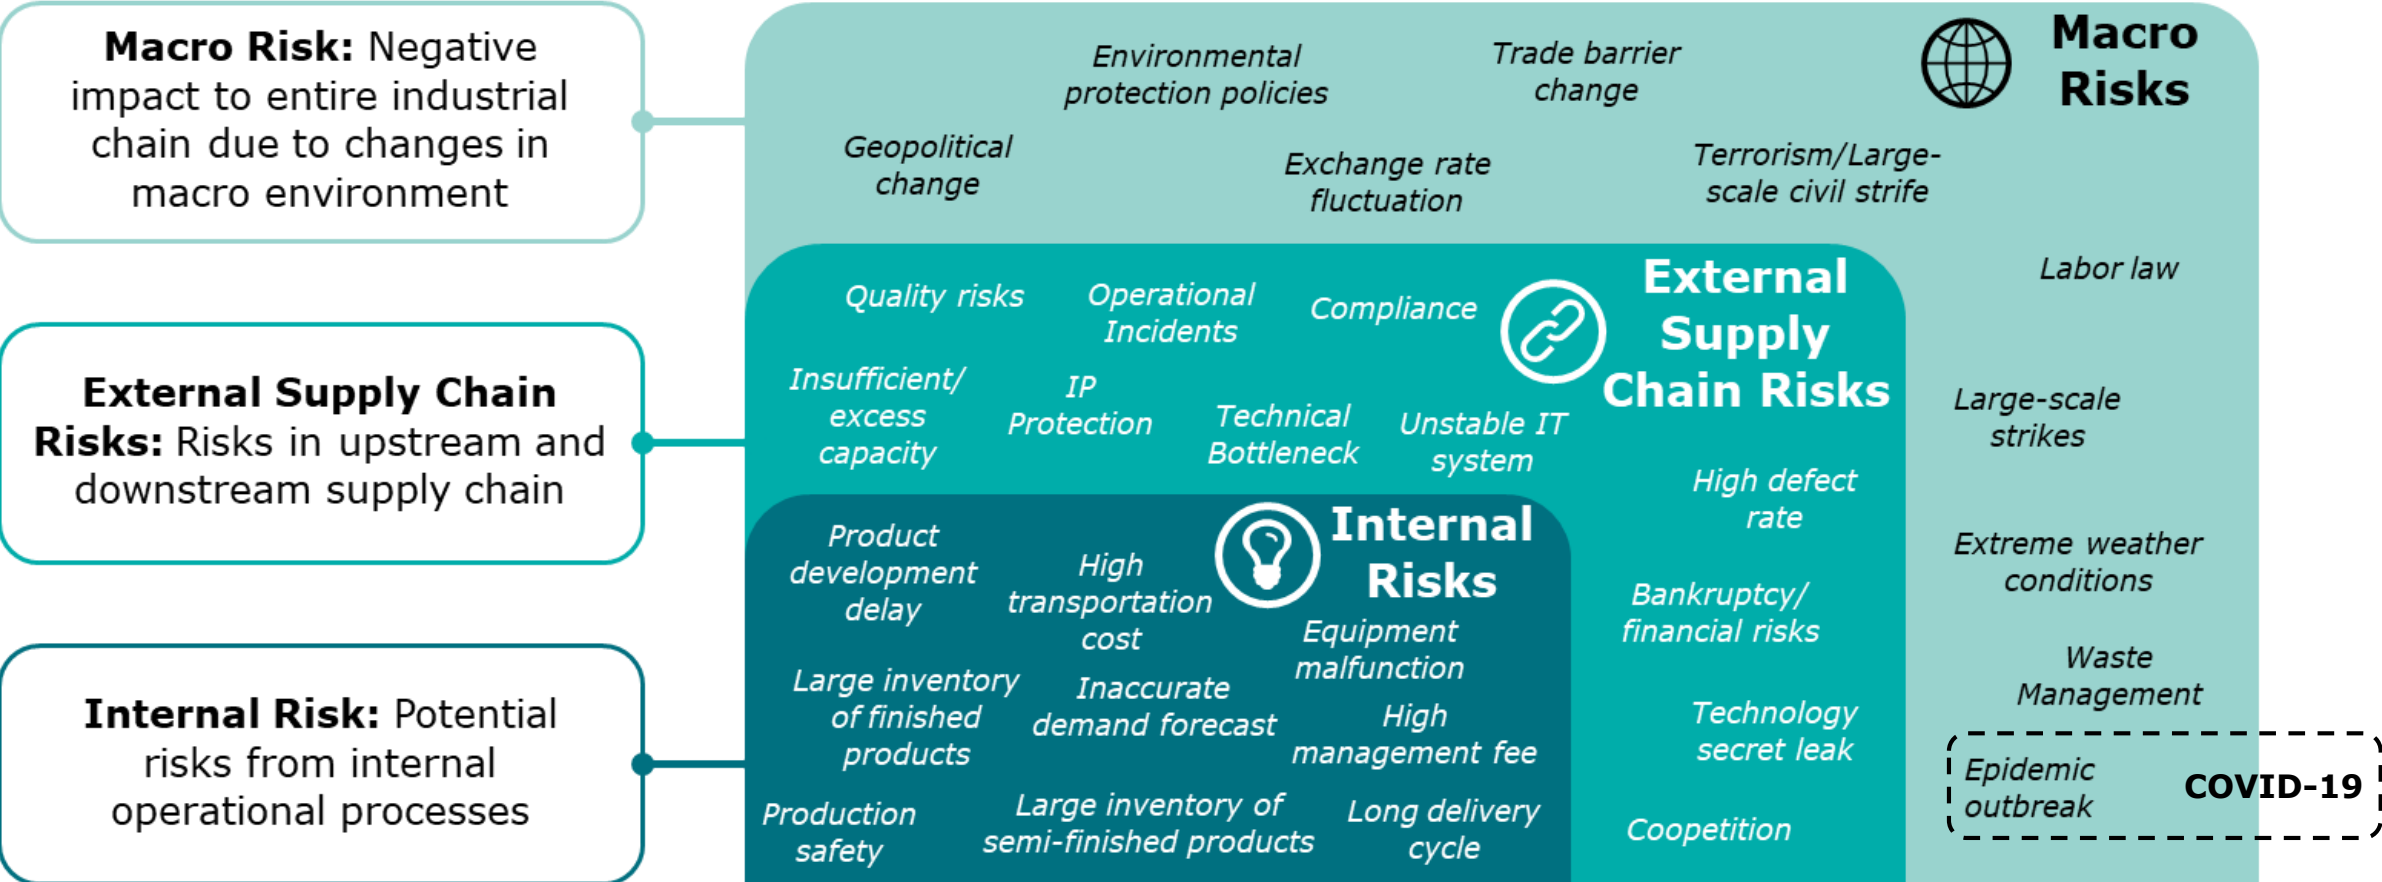 Macro Risk: Negative
impact to entire industrial
chain due to changes in
macro environment
External Supply Chain
Risks: Risks in upstream and
downstream supply chain
Internal Risk: Potential
risks from internal
operational processes
Macro
Risks
Environmental
protection policies
Trade barrier
change
Geopolitical
change
Exchange rate
fluctuation
Terrorism/Large-
scale civil strife
Labor law
Large-scale
strikes
Extreme weather
conditions
Waste
Management
Epidemic
outbreak
COVID-19
External
Supply
Chain Risks
Quality risks
Operational
Incidents
Compliance
Insufficient/
excess
capacity
IP
Protection
Technical
Bottleneck
Unstable IT
system
High defect
rate
Bankruptcy/
financial risks
Technology
secret leak
Coopetition
Internal
Risks
Product
development
delay
High
transportation
cost
Equipment
malfunction
Large inventory
of finished
products
Inaccurate
demand forecast
High
management fee
Production
safety
Large inventory of
semi-finished products
Long delivery
cycle